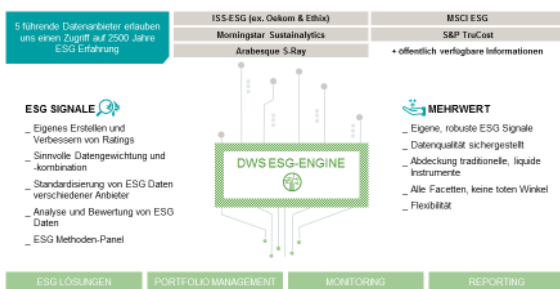 5 führende Datenanbieter erlauben
uns einen Zugriff auf 2500 Jahre
ESG Erfahrung
ISS-ESG (ex. Oekom & Ethix)
MSCI ESG
Morningstar Sustainalytics
S&P TruCost
Arabesque S-Ray
+ öffentlich verfügbare Informationen
ESG SIGNALE
_ Eigenes Erstellen und
Verbessern von Ratings
_ Sinnvolle Datengewichtung und
-kombination
_ Standardisierung von ESG Daten
verschiedener Anbieter
_ Analyse und Bewertung von ESG
Daten
_ ESG Methoden-Panel
DWS ESG-ENGINE
MEHRWERT
_ Eigene, robuste ESG Signale
_ Datenqualität sichergestellt
_ Abdeckung traditionelle, liquide
Instrumente
_ Alle Facetten, keine toten Winkel
_ Flexibilität
ESG LÖSUNGEN
PORTFOLIO MANAGEMENT
MONITORING
REPORTING